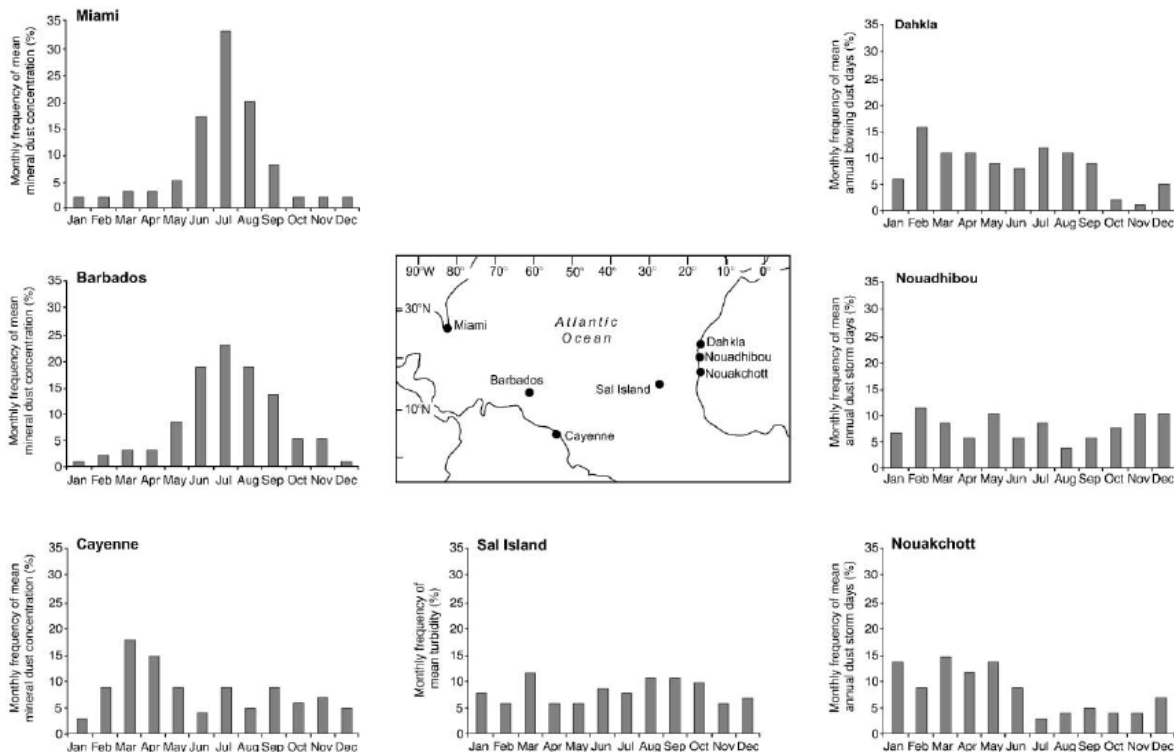 Miami
Monthly frequency of mean
mineral dust concentration (%)
35
30
25
20
15
10
5
0
Jan Feb Mar Apr May Jun Jul Aug Sep Oct Nov Dec
Dahkla
Monthly frequency of mean
annual blowing dust days (%)
35
30
25
20
15
10
5
0
Jan Feb Mar Apr May Jun Jul Aug Sep Oct Nov Dec
Barbados
Monthly frequency of mean
mineral dust concentration (%)
35
30
25
20
15
10
5
0
Jan Feb Mar Apr May Jun Jul Aug Sep Oct Nov Dec
90°W 80° 70° 60° 50° 40° 30° 20° 10° 0°
30°N
Miami
Atlantic
Ocean
Dahkla
Nouadhibou
Nouakchott
Barbados
Sal Island
10°N
Cayenne
Nouadhibou
Monthly frequency of mean
annual dust storm days (%)
35
30
25
20
15
10
5
0
Jan Feb Mar Apr May Jun Jul Aug Sep Oct Nov Dec
Cayenne
Monthly frequency of mean
mineral dust concentration (%)
35
30
25
20
15
10
5
0
Jan Feb Mar Apr May Jun Jul Aug Sep Oct Nov Dec
Sal Island
Monthly frequency of
mean turbidity (%)
35
30
25
20
15
10
5
0
Jan Feb Mar Apr May Jun Jul Aug Sep Oct Nov Dec
Nouakchott
Monthly frequency of mean
annual dust storm days (%)
35
30
25
20
15
10
5
0
Jan Feb Mar Apr May Jun Jul Aug Sep Oct Nov Dec